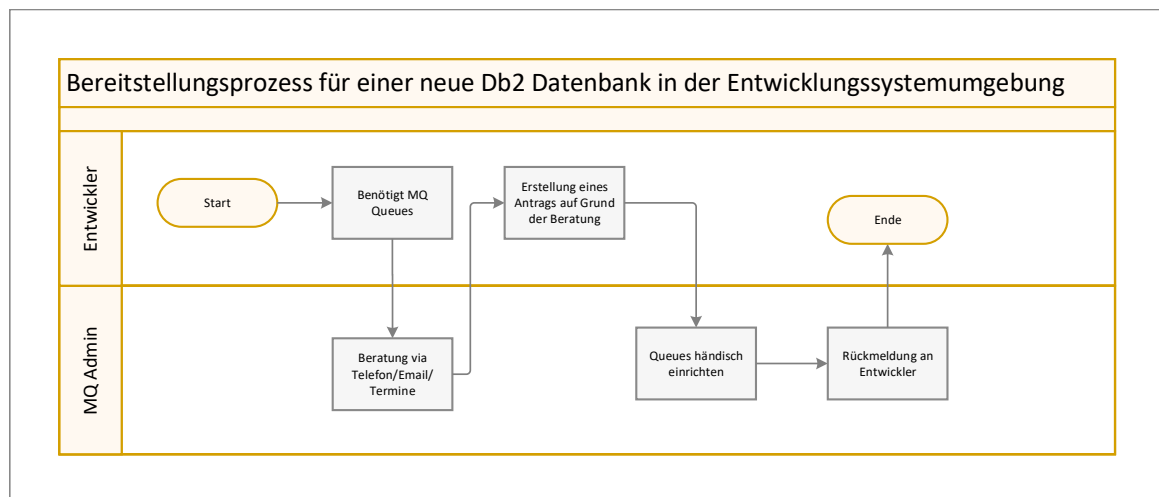 Bereitstellungsprozess für einer neue Db2 Datenbank in der Entwicklungssystemumgebung
Entwickler
Start
Benötigt MQ
Queues
Erstellung eines
Antrags auf Grund
der Beratung
Ende
MQ Admin
Beratung via
Telefon/Email/
Termine
Queues händisch
einrichten
Rückmeldung an
Entwickler